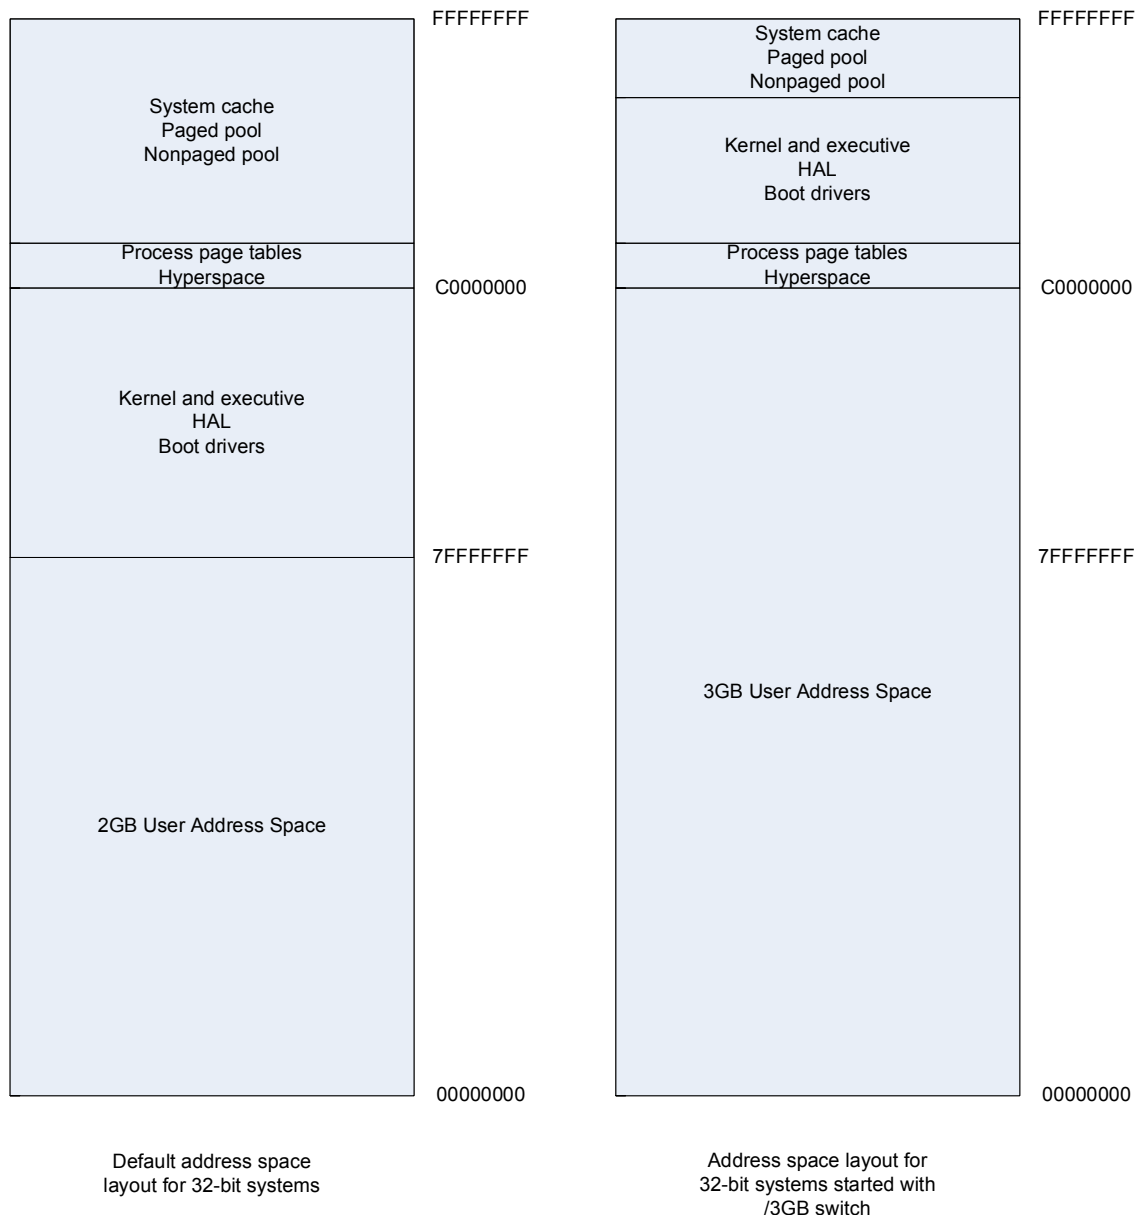 FFFFFFFF
System cache
Paged pool
Nonpaged pool
Process page tables
Hyperspace
C0000000
Kernel and executive
HAL
Boot drivers
7FFFFFFF
2GB User Address Space
00000000
Default address space
layout for 32-bit systems
FFFFFFFF
System cache
Paged pool
Nonpaged pool
Kernel and executive
HAL
Boot drivers
Process page tables
Hyperspace
C0000000
7FFFFFFF
3GB User Address Space
00000000
Address space layout for
32-bit systems started with
/3GB switch